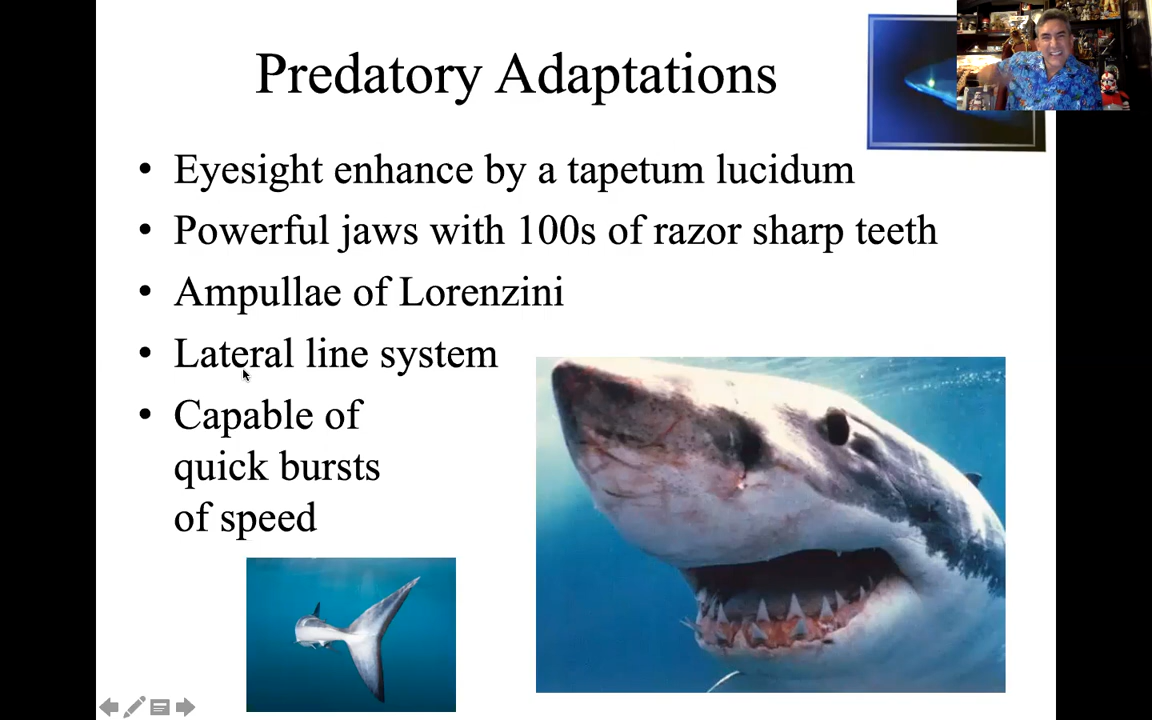 Predatory Adaptations
• Eyesight enhance by a tapetum lucidum
• Powerful jaws with 100s of razor sharp teeth
• Ampullae of Lorenzini
• Lateral line system
• Capable of
quick bursts
of speed